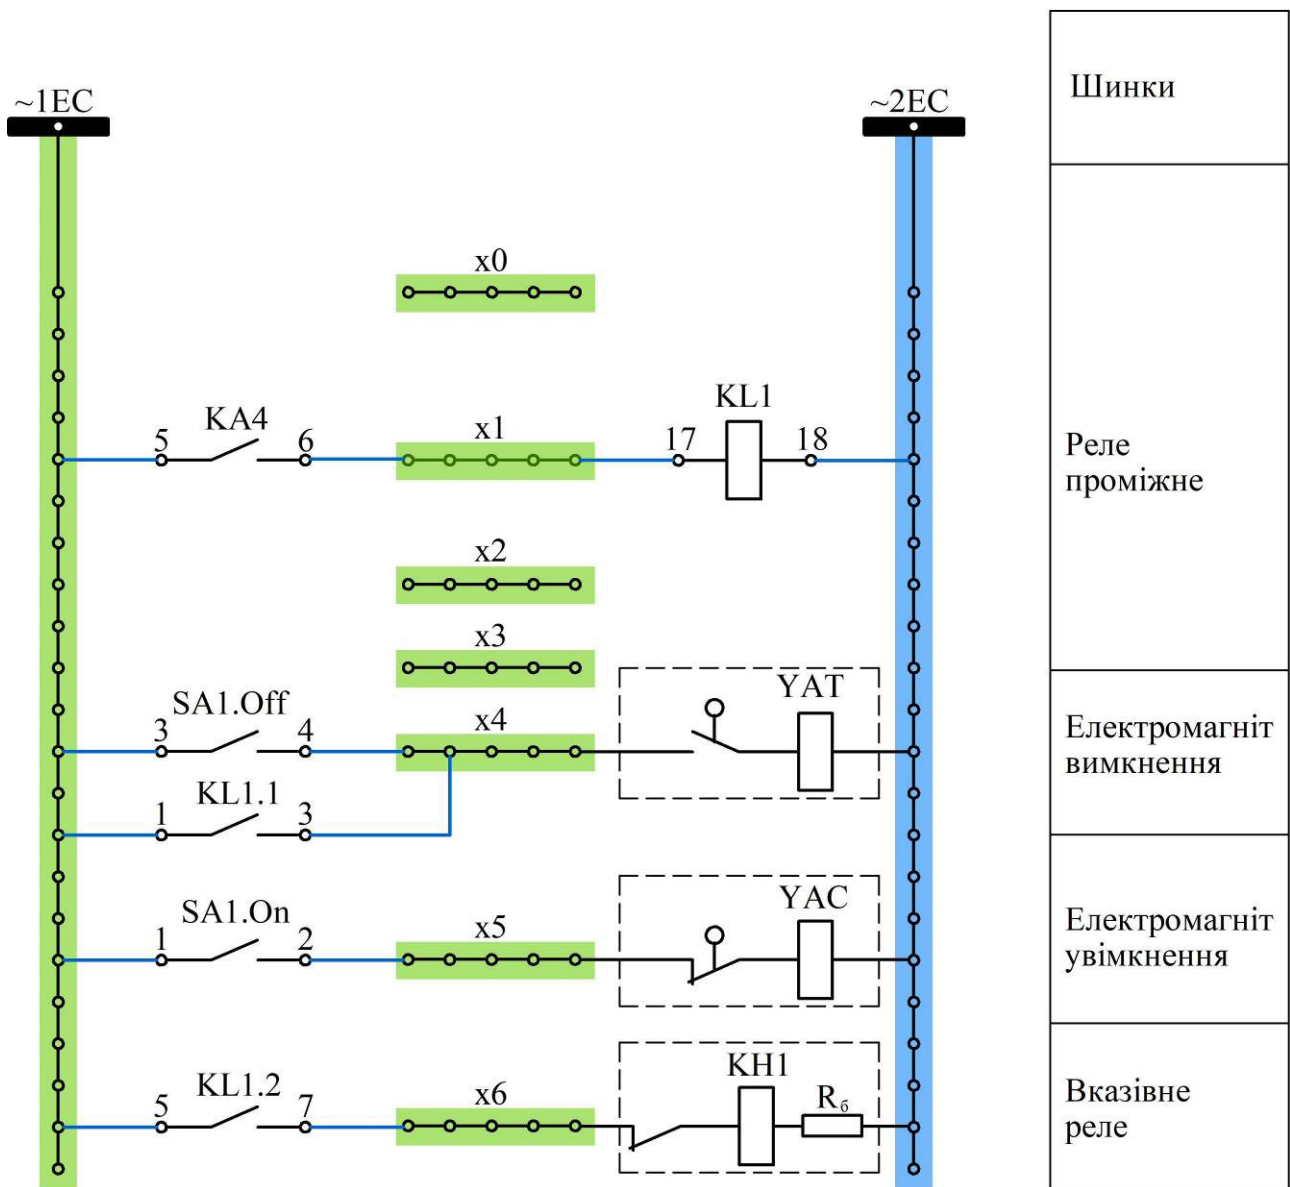 ~1EC
~2EC
Шинки
x0
KA4
5
6
x1
KL1
17
18
Реле
проміжне
x2
x3
SA1.Off
3
4
x4
YAT
Електромагніт
вимкнення
KL1.1
1
3
SA1.On
1
2
x5
YAC
Електромагніт
увімкнення
KL1.2
5
7
x6
KH1
Rб
Вказівне
реле